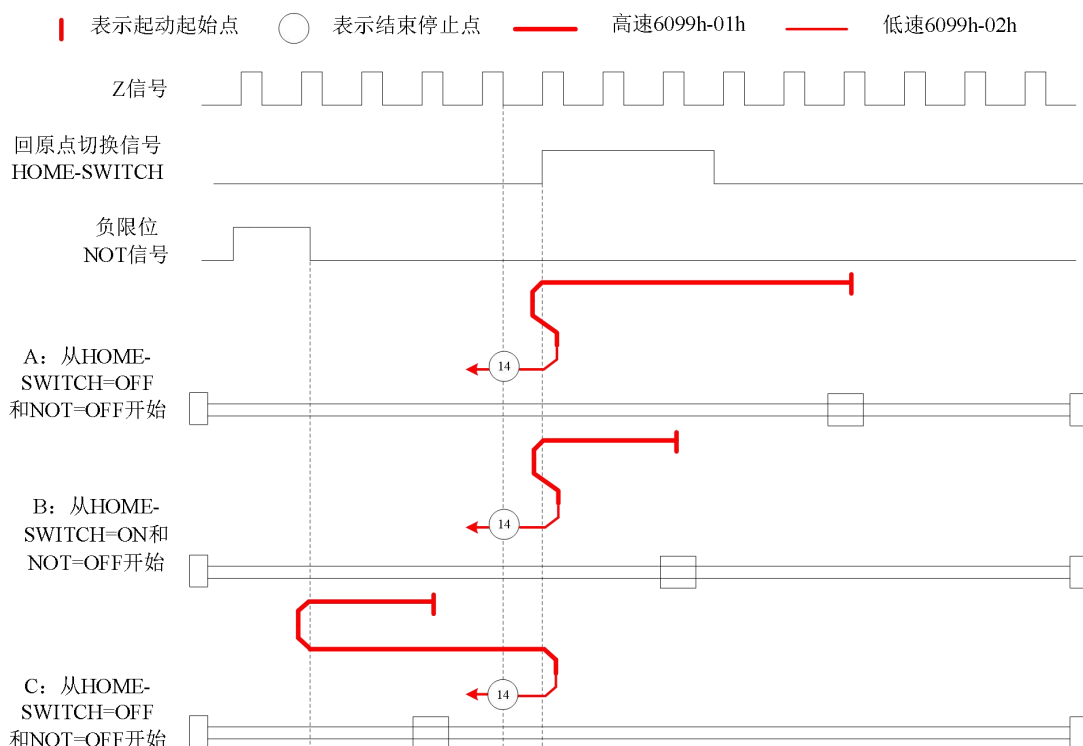 表示起动起始点
表示结束停止点
高速6099h-01h
低速6099h-02h
Z信号
回原点切换信号
HOME-SWITCH
负限位
NOT信号
14
A：从HOME-
SWITCH=OFF
和NOT=OFF开始
14
B：从HOME-
SWITCH=ON和
NOT=OFF开始
14
C：从HOME-
SWITCH=OFF
和NOT=OFF开始